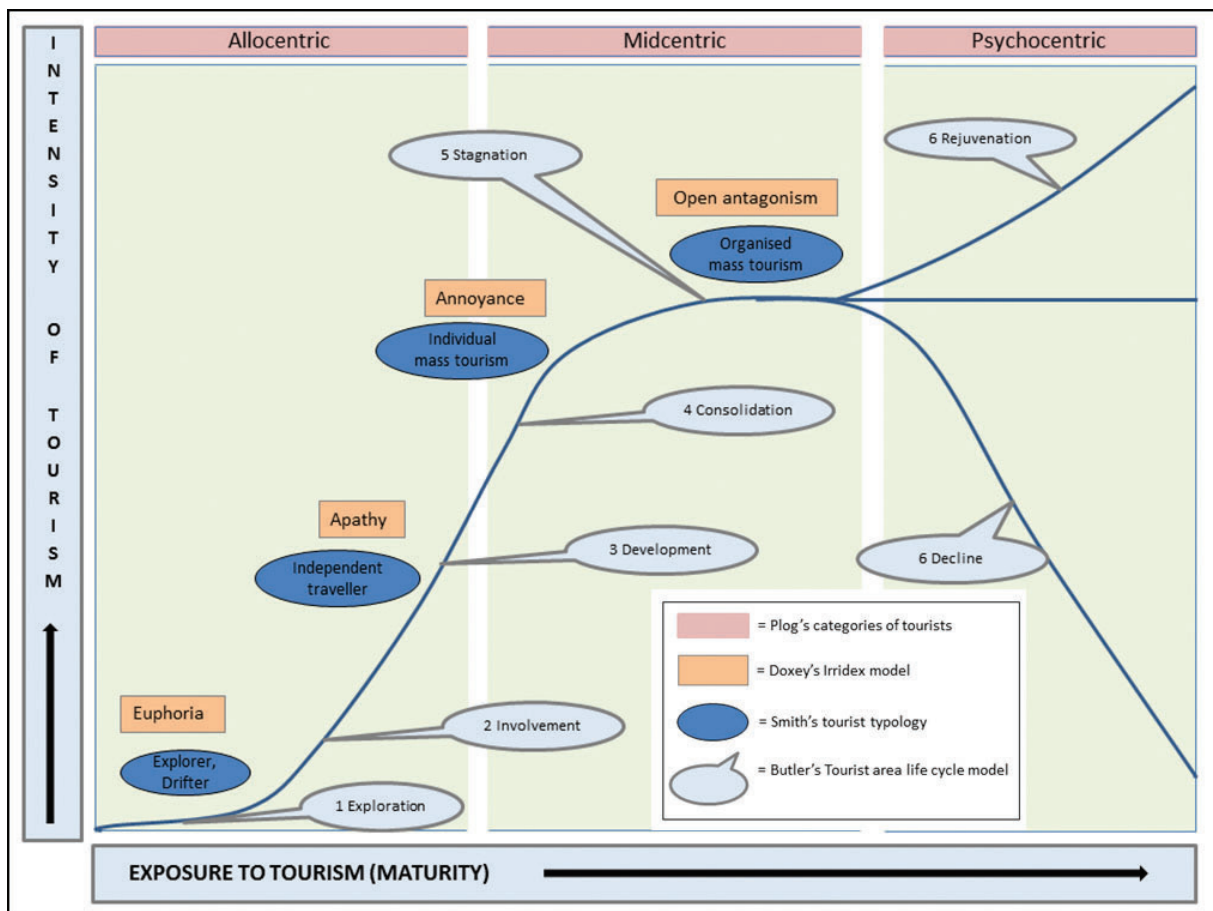 INTENSITY OF TOURISM
Allocentric
Midcentric
Psychocentric
5 Stagnation
6 Rejuvenation
Open antagonism
Organised
mass tourism
Annoyance
Individual
mass tourism
4 Consolidation
Apathy
Independent
traveller
3 Development
6 Decline
= Plog's categories of tourists
= Doxey's Irridex model
= Smith's tourist typology
= Butler's Tourist area life cycle model
Euphoria
Explorer,
Drifter
2 Involvement
1 Exploration
EXPOSURE TO TOURISM (MATURITY)